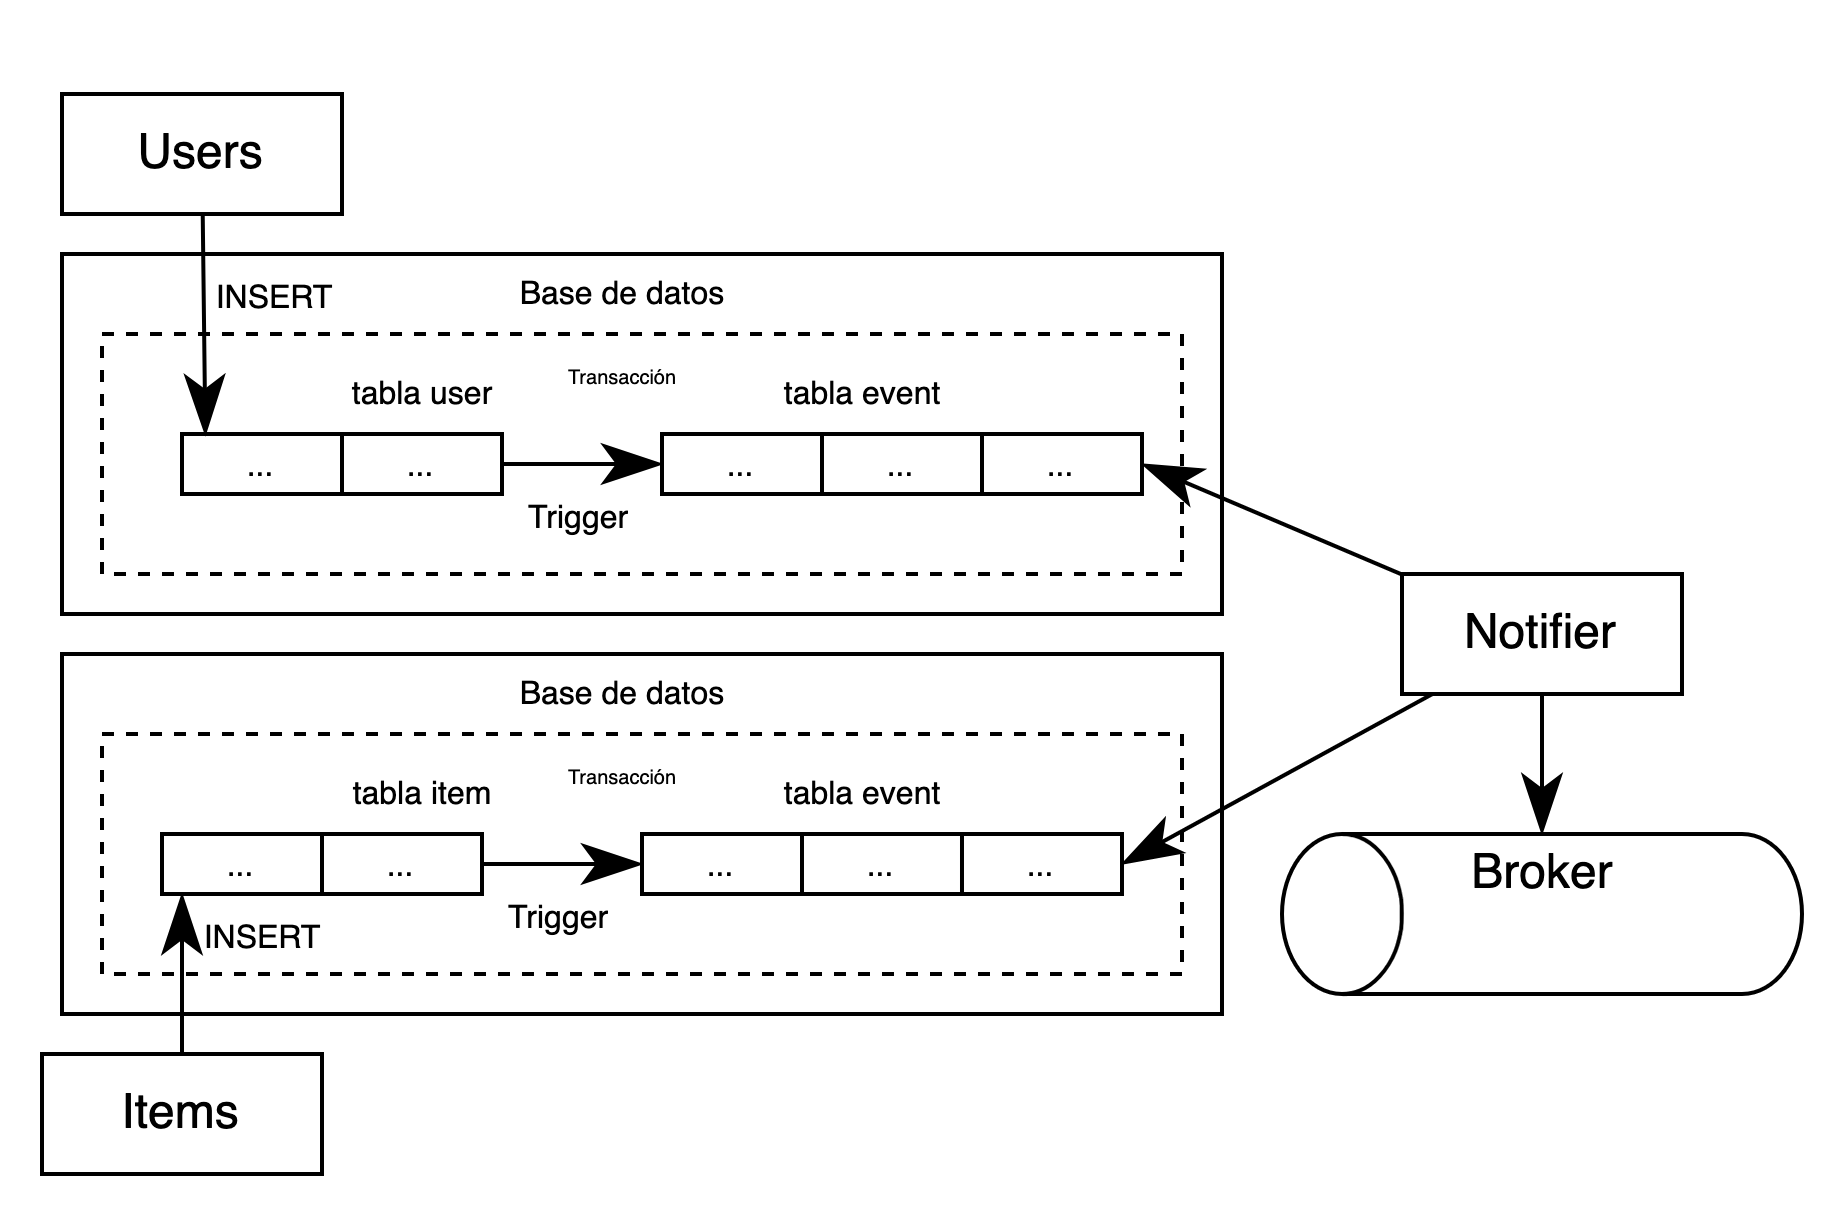 Users
INSERT
Base de datos
Transacción
tabla user
tabla event
... ... ... ... ...
Trigger
Notifier
Base de datos
Transacción
tabla item
tabla event
... ... ... ... ...
Trigger
INSERT
Broker
Items